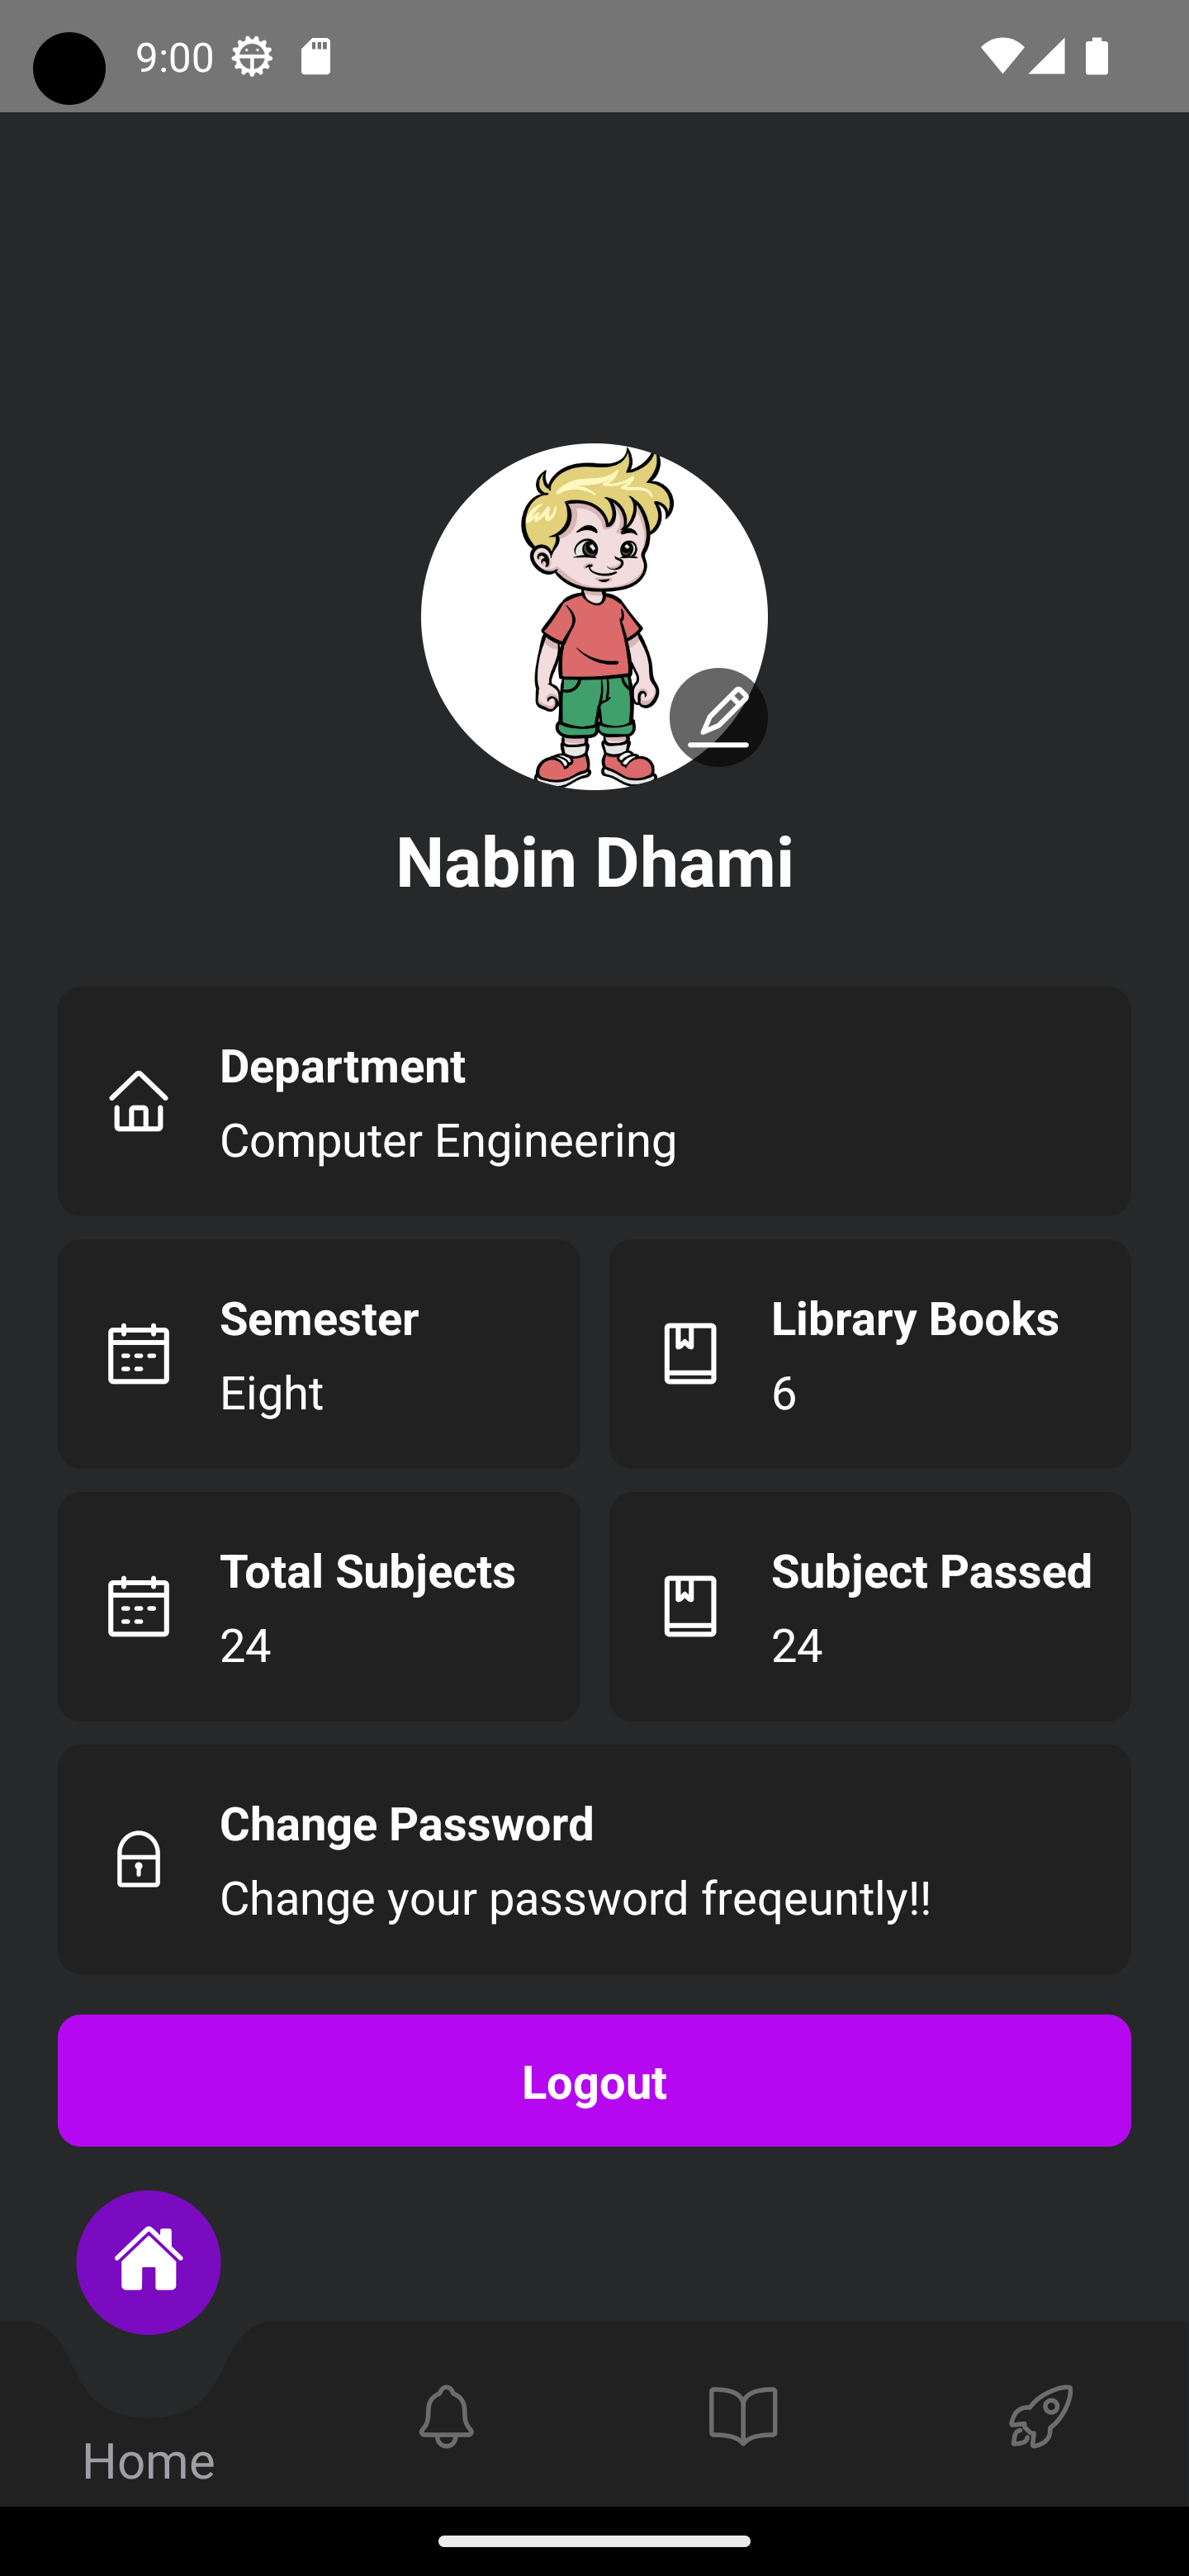 9:00
Nabin Dhami
Department
Computer Engineering
Semester
Eight
Library Books
6
Total Subjects
24
Subject Passed
24
Change Password
Change your password freqeuntly!!
Logout
Home